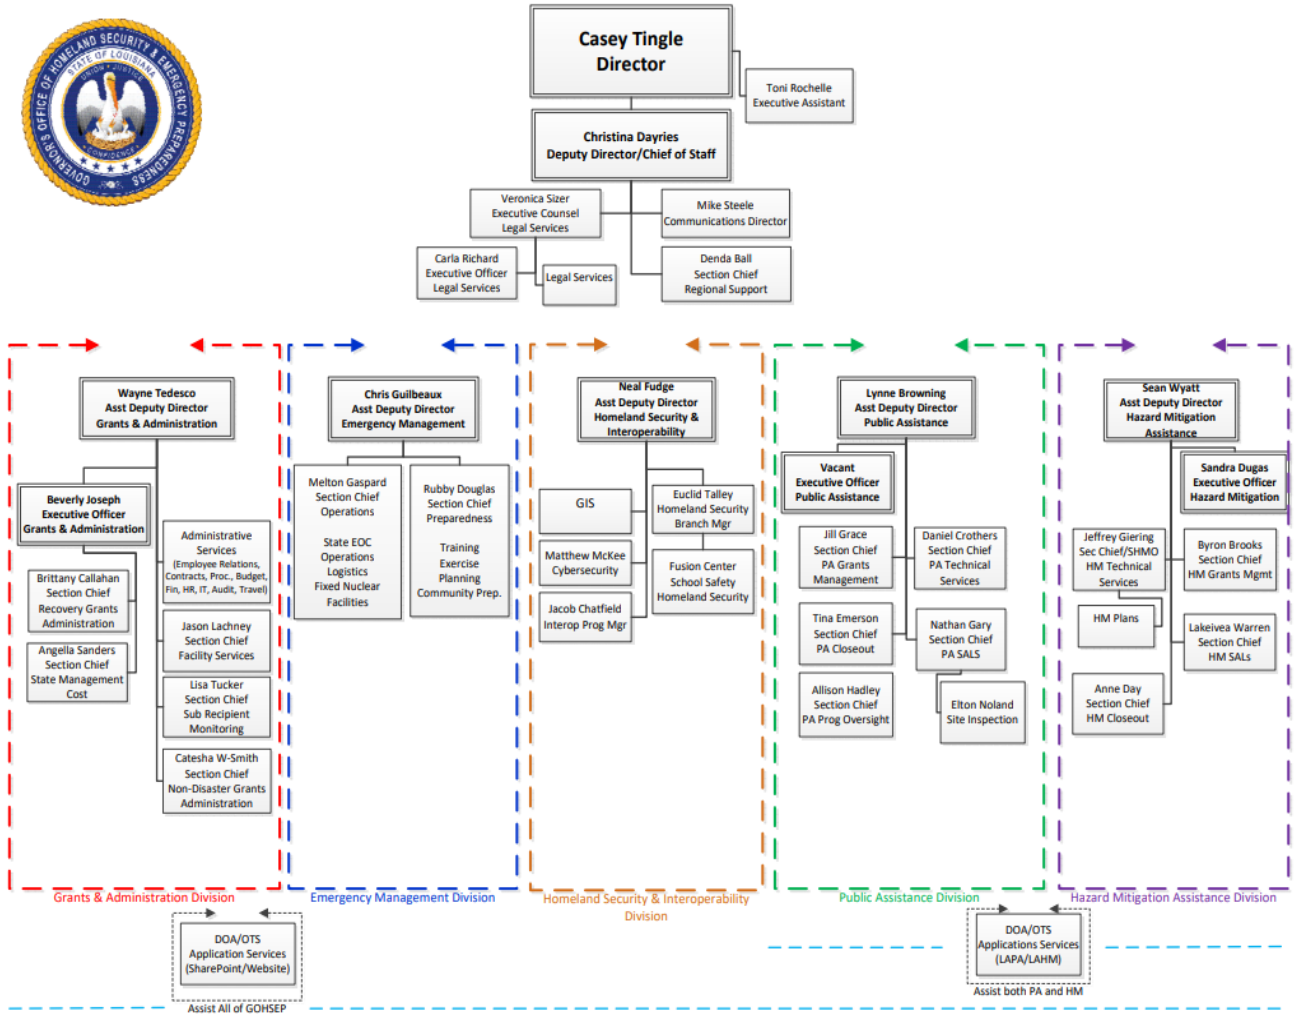 GOVERNOR'S OFFICE OF HOMELAND SECURITY & EMERGENCY PREPAREDNESS
STATE OF LOUISIANA
UNION JUSTICE
CONFIDENCE
Casey Tingle
Director
Toni Rochelle
Executive Assistant
Christina Dayries
Deputy Director/Chief of Staff
Veronica Sizer
Executive Counsel
Legal Services
Mike Steele
Communications Director
Carla Richard
Executive Officer
Legal Services
Legal Services
Denda Ball
Section Chief
Regional Support
Wayne Tedesco
Asst Deputy Director
Grants & Administration
Beverly Joseph
Executive Officer
Grants & Administration
Brittany Callahan
Section Chief
Recovery Grants
Administration
Angella Sanders
Section Chief
State Management
Cost
Administrative
Services
(Employee Relations,
Contracts, Proc., Budget,
Fin, HR, IT, Audit, Travel)
Jason Lachney
Section Chief
Facility Services
Lisa Tucker
Section Chief
Sub Recipient
Monitoring
Catesha W-Smith
Section Chief
Non-Disaster Grants
Administration
Grants & Administration Division
Chris Guilbeaux
Asst Deputy Director
Emergency Management
Melton Gaspard
Section Chief
Operations
State EOC
Operations
Logistics
Fixed Nuclear
Facilities
Rubby Douglas
Section Chief
Preparedness
Training
Exercise
Planning
Community Prep.
Emergency Management Division
Neal Fudge
Asst Deputy Director
Homeland Security &
Interoperability
GIS
Matthew McKee
Cybersecurity
Jacob Chatfield
Interop Prog Mgr
Euclid Talley
Homeland Security
Branch Mgr
Fusion Center
School Safety
Homeland Security
Homeland Security & Interoperability
Division
Lynne Browning
Asst Deputy Director
Public Assistance
Vacant
Executive Officer
Public Assistance
Jill Grace
Section Chief
PA Grants
Management
Daniel Crothers
Section Chief
PA Technical
Services
Tina Emerson
Section Chief
PA Closeout
Nathan Gary
Section Chief
PA SALS
Allison Hadley
Section Chief
PA Prog Oversight
Elton Noland
Site Inspection
Public Assistance Division
Sean Wyatt
Asst Deputy Director
Hazard Mitigation
Assistance
Sandra Dugas
Executive Officer
Hazard Mitigation
Jeffrey Giering
Sec Chief/SHMO
HM Technical
Services
HM Plans
Byron Brooks
Section Chief
HM Grants Mgmt
Lakeivea Warren
Section Chief
HM SALs
Anne Day
Section Chief
HM Closeout
Hazard Mitigation Assistance Division
DOA/OTS
Application Services
(SharePoint/Website)
Assist All of GOHSEP
DOA/OTS
Applications Services
(LAPA/LAHM)
Assist both PA and HM